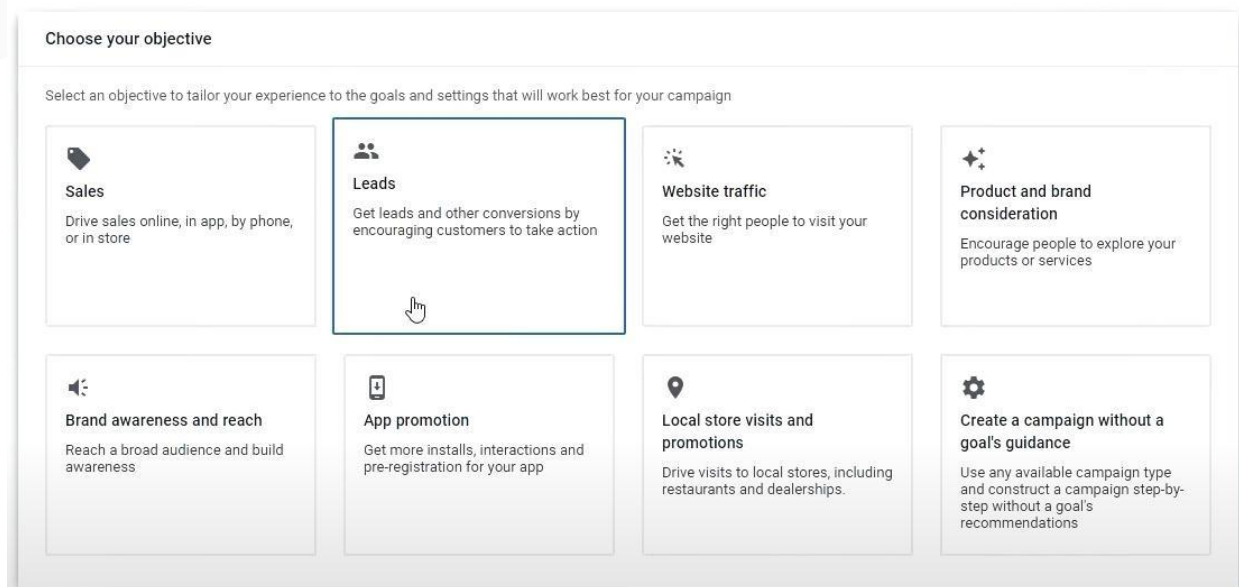 Choose your objective
Select an objective to tailor your experience to the goals and settings that will work best for your campaign
Sales
Drive sales online, in app, by phone,
or in store
Leads
Get leads and other conversions by
encouraging customers to take action
Website traffic
Get the right people to visit your
website
Product and brand
consideration
Encourage people to explore your
products or services
Brand awareness and reach
Reach a broad audience and build
awareness
App promotion
Get more installs, interactions and
pre-registration for your app
Local store visits and
promotions
Drive visits to local stores, including
restaurants and dealerships.
Create a campaign without a
goal's guidance
Use any available campaign type
and construct a campaign step-by-
step without a goal's
recommendations